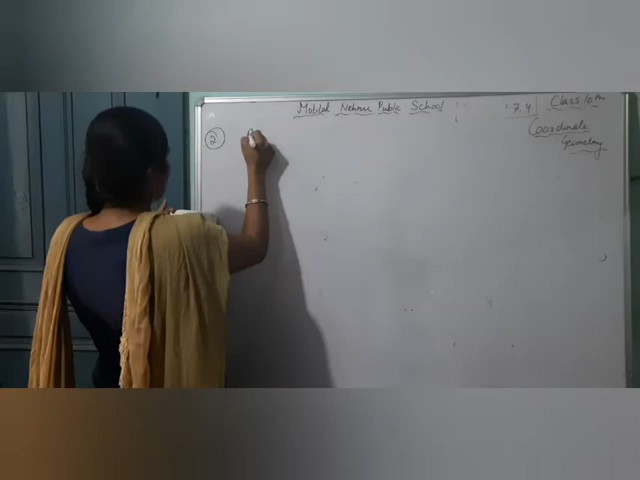 Motilal Nehru Public School :- 7.4 Class 10th
Coordinate
Geometry
②